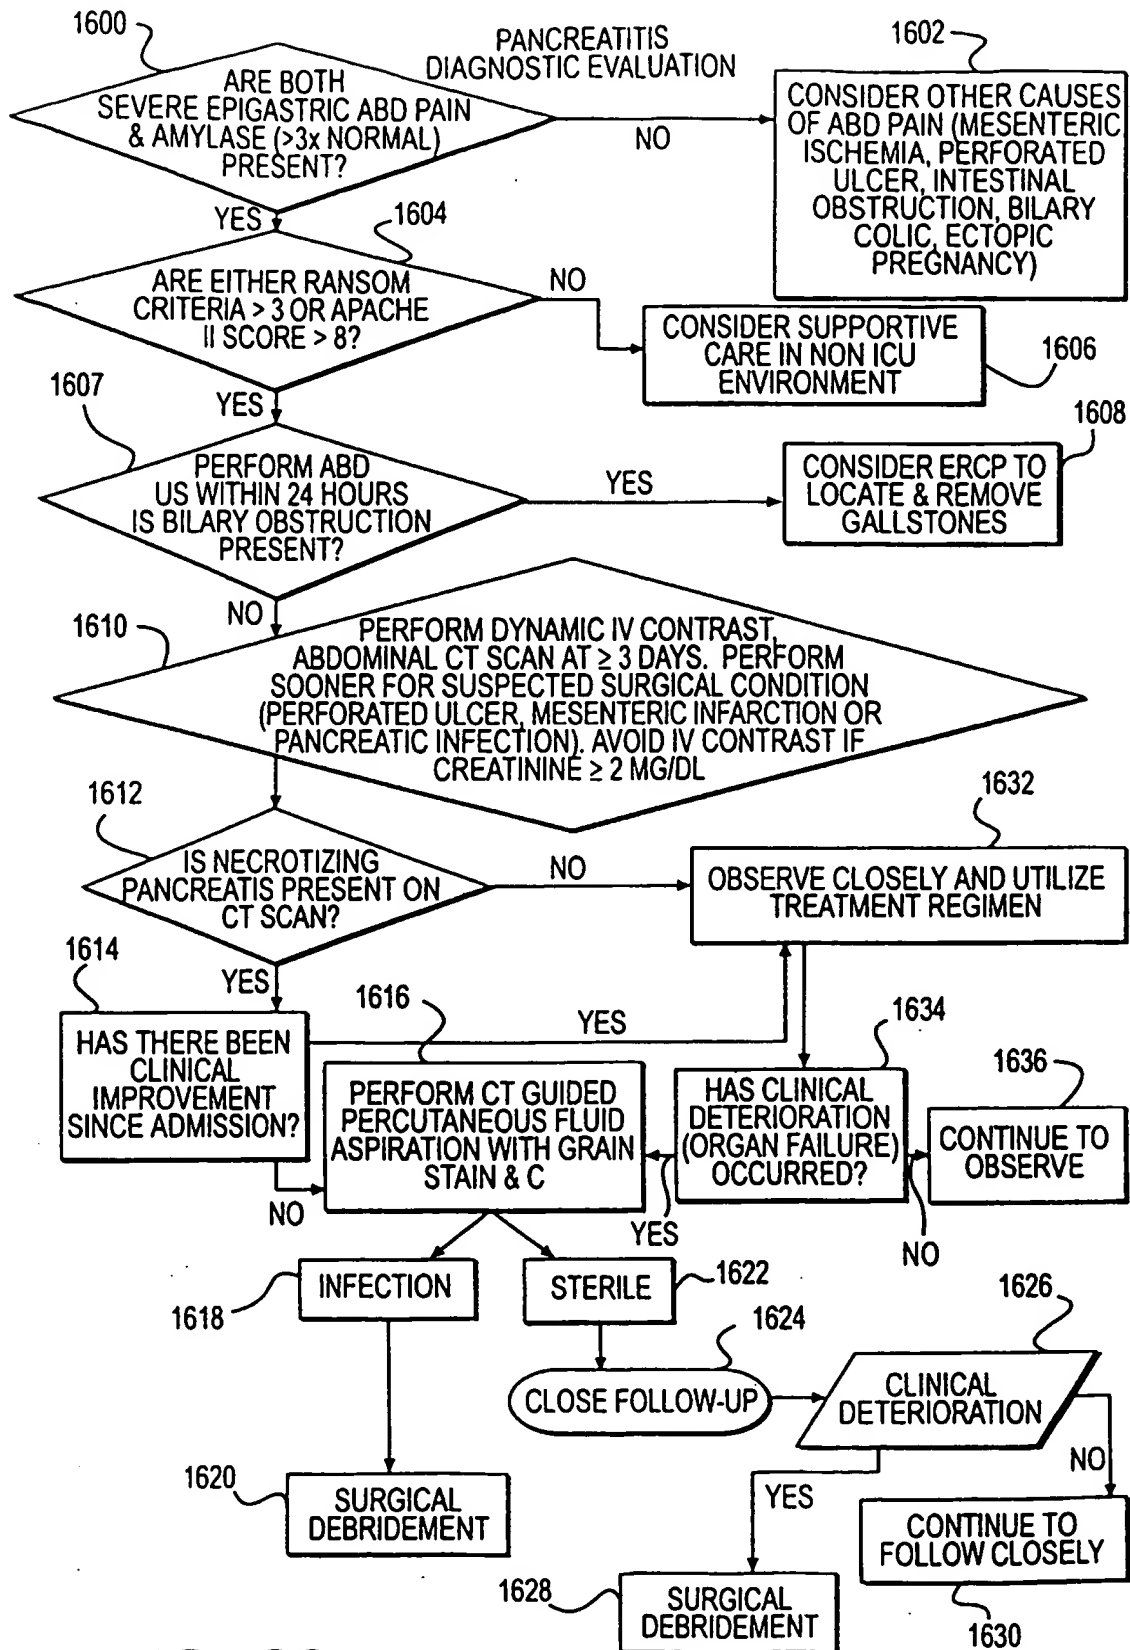 1600
PANCREATITIS
DIAGNOSTIC EVALUATION
1602
ARE BOTH
SEVERE EPIGASTRIC ABD PAIN
& AMYLASE (>3x NORMAL)
PRESENT?
NO
CONSIDER OTHER CAUSES
OF ABD PAIN (MESENTERIC
ISCHEMIA, PERFORATED
ULCER, INTESTINAL
OBSTRUCTION, BILARY
COLIC, ECTOPIC
PREGNANCY)
YES
1604
ARE EITHER RANSOM
CRITERIA > 3 OR APACHE
II SCORE > 8?
NO
CONSIDER SUPPORTIVE
CARE IN NON ICU
ENVIRONMENT
1606
YES
1607
PERFORM ABD
US WITHIN 24 HOURS
IS BILARY OBSTRUCTION
PRESENT?
YES
1608
CONSIDER ERCP TO
LOCATE & REMOVE
GALLSTONES
NO
1610
PERFORM DYNAMIC IV CONTRAST,
ABDOMINAL CT SCAN AT ≥ 3 DAYS. PERFORM
SOONER FOR SUSPECTED SURGICAL CONDITION
(PERFORATED ULCER, MESENTERIC INFARCTION OR
PANCREATIC INFECTION). AVOID IV CONTRAST IF
CREATININE ≥ 2 MG/DL
1612
IS NECROTIZING
PANCREATIS PRESENT ON
CT SCAN?
NO
1632
OBSERVE CLOSELY AND UTILIZE
TREATMENT REGIMEN
YES
1614
HAS THERE BEEN
CLINICAL
IMPROVEMENT
SINCE ADMISSION?
YES
NO
1616
PERFORM CT GUIDED
PERCUTANEOUS FLUID
ASPIRATION WITH GRAIN
STAIN & C
1634
HAS CLINICAL
DETERIORATION
(ORGAN FAILURE)
OCCURRED?
YES
NO
1636
CONTINUE TO
OBSERVE
INFECTION
1618
STERILE
1622
1624
CLOSE FOLLOW-UP
1626
CLINICAL
DETERIORATION
1620
SURGICAL
DEBRIDEMENT
YES
NO
CONTINUE TO
FOLLOW CLOSELY
1630
1628
SURGICAL
DEBRIDEMENT